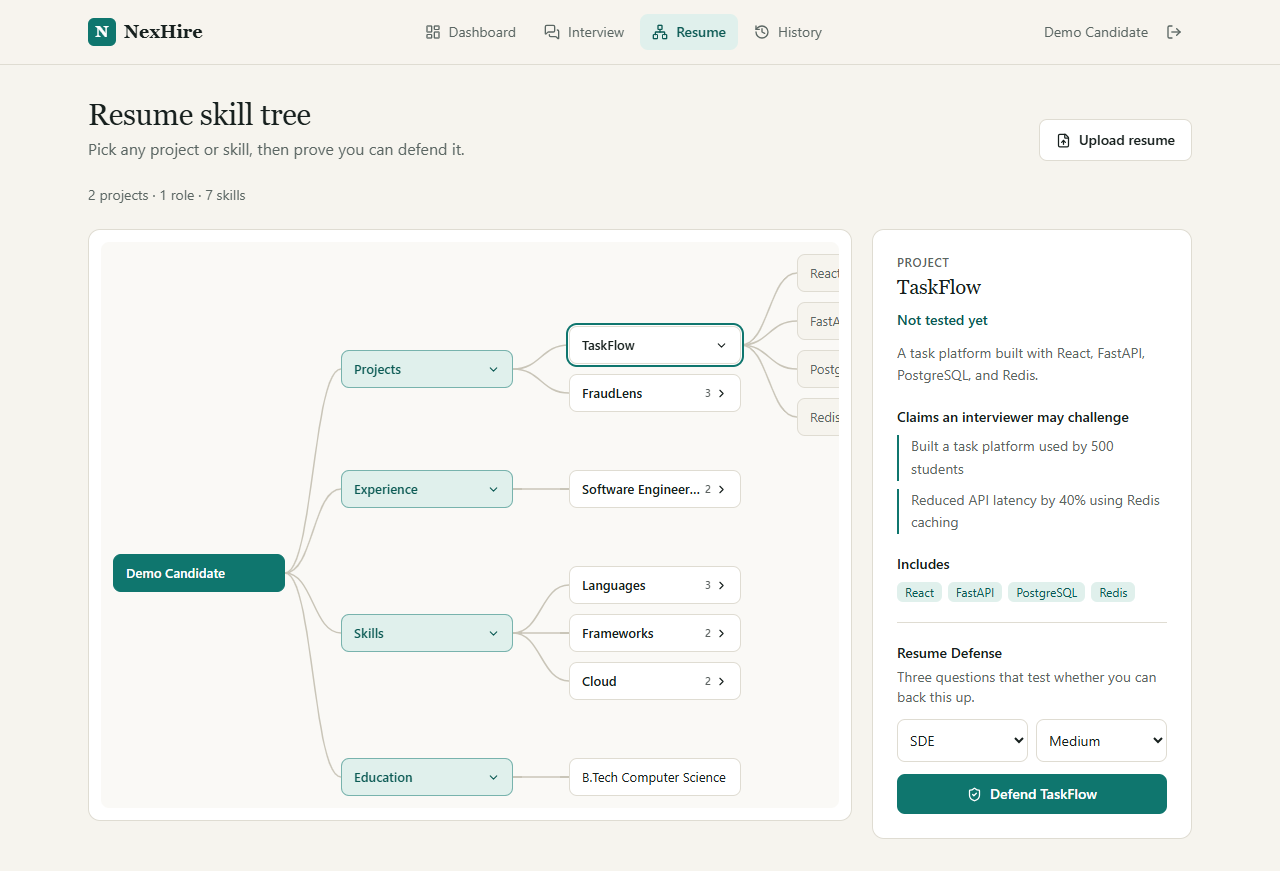 N NexHire
Dashboard
Interview
Resume
History
Demo Candidate
Resume skill tree
Pick any project or skill, then prove you can defend it.
Upload resume
2 projects · 1 role · 7 skills
Demo Candidate
Projects
TaskFlow
React
FastA
Postg
Redis
FraudLens 3
Experience
Software Engineer... 2
Skills
Languages 3
Frameworks 2
Cloud 2
Education
B.Tech Computer Science
PROJECT
TaskFlow
Not tested yet
A task platform built with React, FastAPI,
PostgreSQL, and Redis.
Claims an interviewer may challenge
Built a task platform used by 500
students
Reduced API latency by 40% using Redis
caching
Includes
React FastAPI PostgreSQL Redis
Resume Defense
Three questions that test whether you can
back this up.
SDE
Medium
Defend TaskFlow